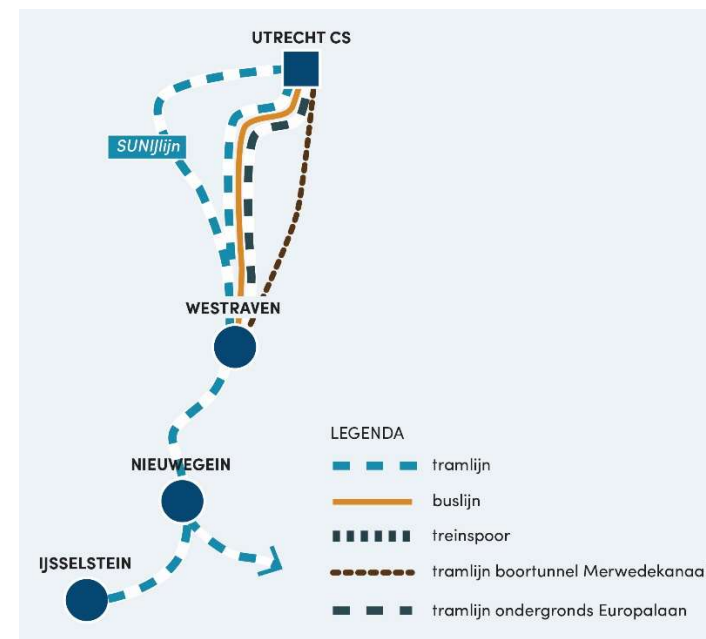 UTRECHT CS
SUNIJlijn
WESTRAVEN
NIEUWEGEIN
IJSSELSTEIN
LEGENDA
tramlijn
buslijn
treinspoor
tramlijn boortunnel Merwedekanaa
tramlijn ondergronds Europalaan